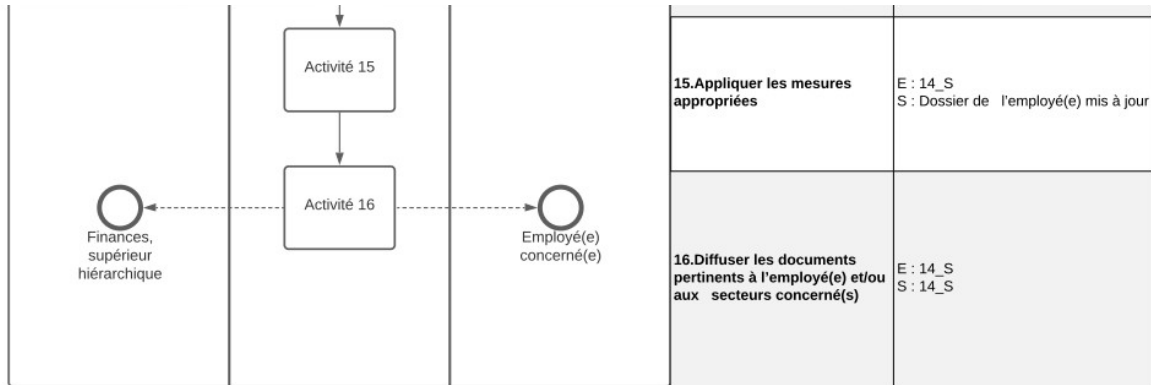 Activité 15
Activité 16
Finances,
supérieur
hiérarchique
Employé(e)
concerné(e)
15.Appliquer les mesures
appropriées
E : 14_S
S : Dossier de l'employé(e) mis à jour
16.Diffuser les documents
pertinents à l'employé(e) et/ou
aux secteurs concerné(s)
E : 14_S
S : 14_S